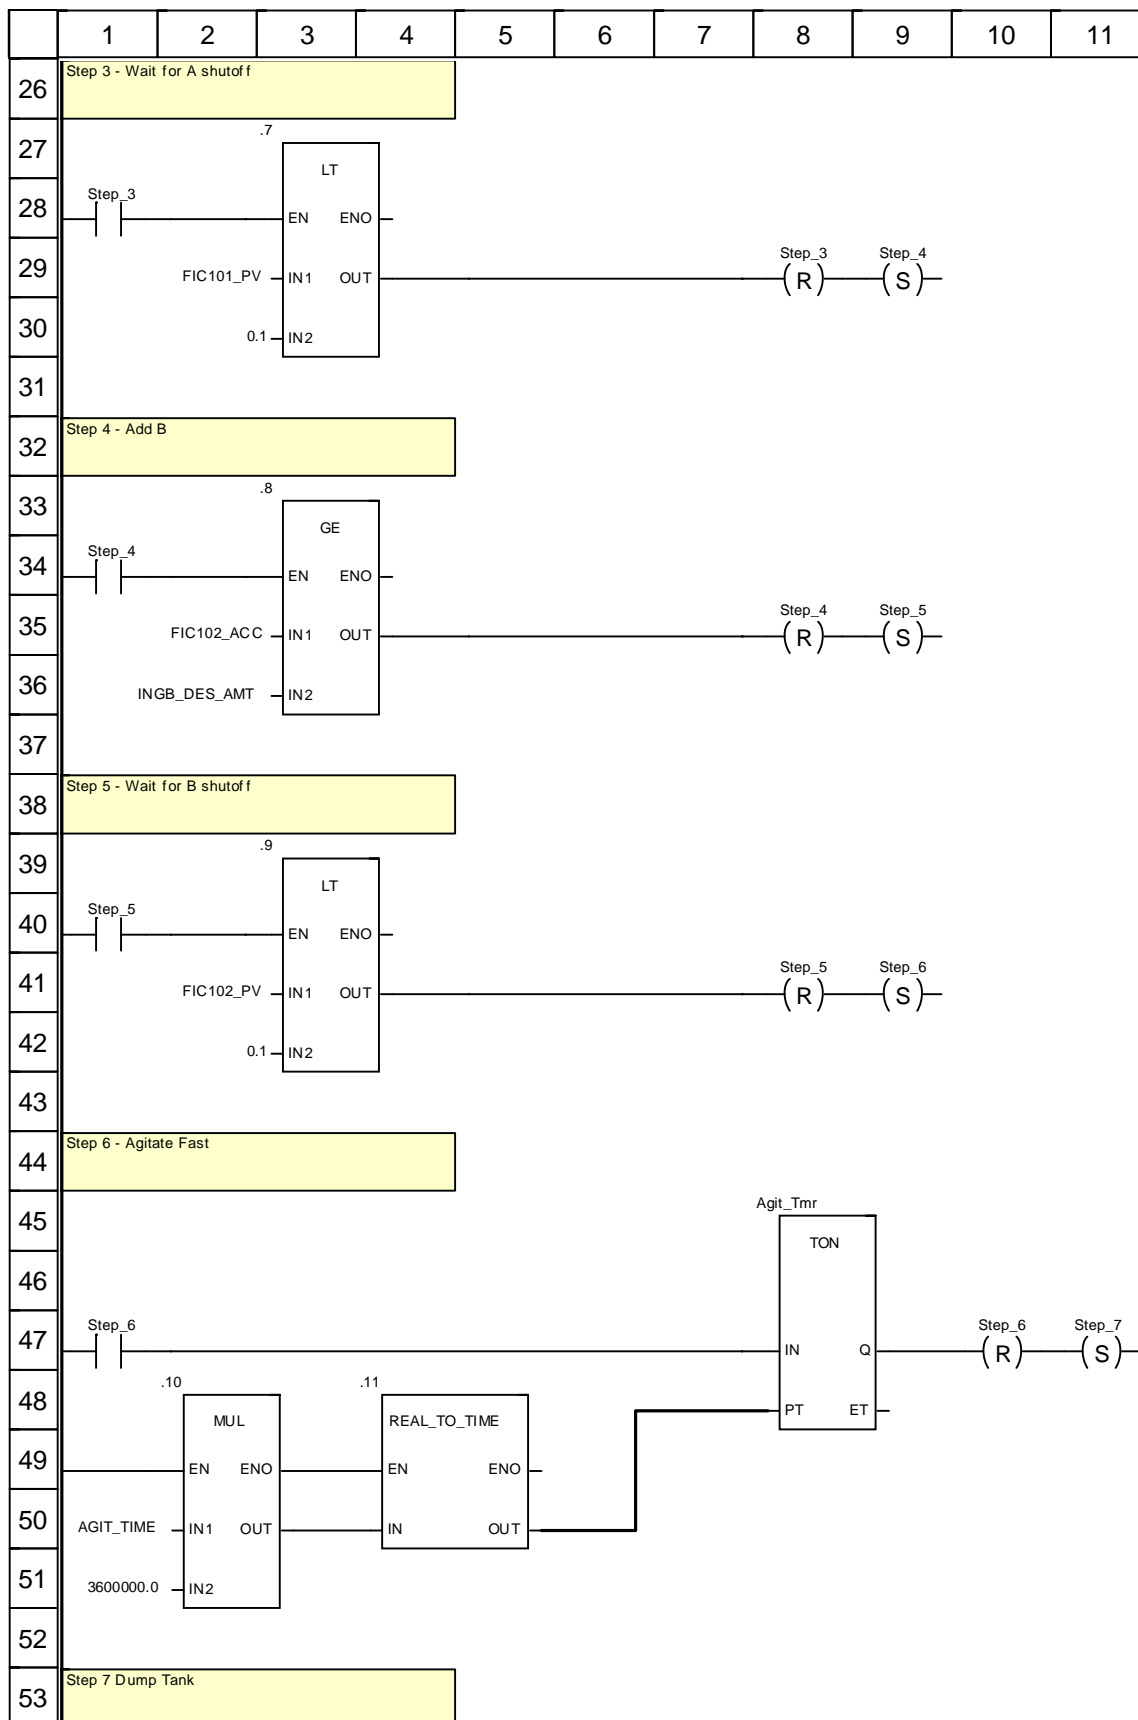 1 2 3 4 5 6 7 8 9 10 11
26 Step 3 - Wait for A shutoff
27 .7
LT
28 Step_3 EN ENO
29 FIC101_PV IN1 OUT Step_3 Step_4
R S
30 0.1 IN2
31
32 Step 4 - Add B
33 .8
GE
34 Step_4 EN ENO
35 FIC102_ACC IN1 OUT Step_4 Step_5
R S
36 INGB_DES_AMT IN2
37
38 Step 5 - Wait for B shutoff
39 .9
LT
40 Step_5 EN ENO
41 FIC102_PV IN1 OUT Step_5 Step_6
R S
42 0.1 IN2
43
44 Step 6 - Agitate Fast
45 Agit_Tmr
TON
46
47 Step_6 IN Q Step_6 Step_7
R S
48 .10 .11
MUL REAL_TO_TIME PT ET
49 EN ENO EN ENO
50 AGIT_TIME IN1 OUT IN OUT
51 3600000.0 IN2
52
53 Step 7 Dump Tank